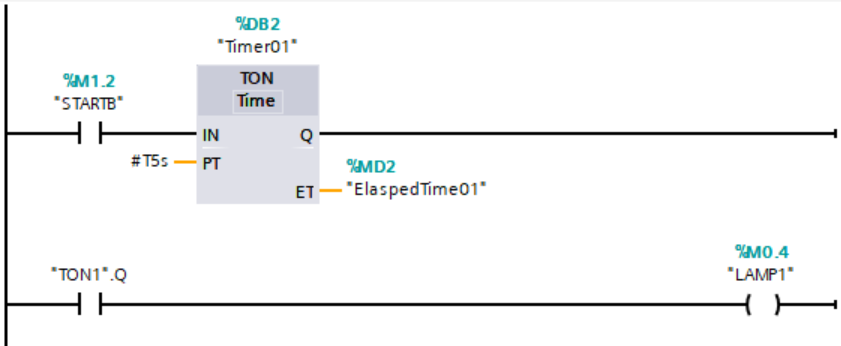 %DB2
"Timer01"
%M1.2
"STARTB"
TON
Time
IN
Q
#T5s
PT
%MD2
ET
"ElaspedTime01"
%M0.4
"TON1".Q
"LAMP1"